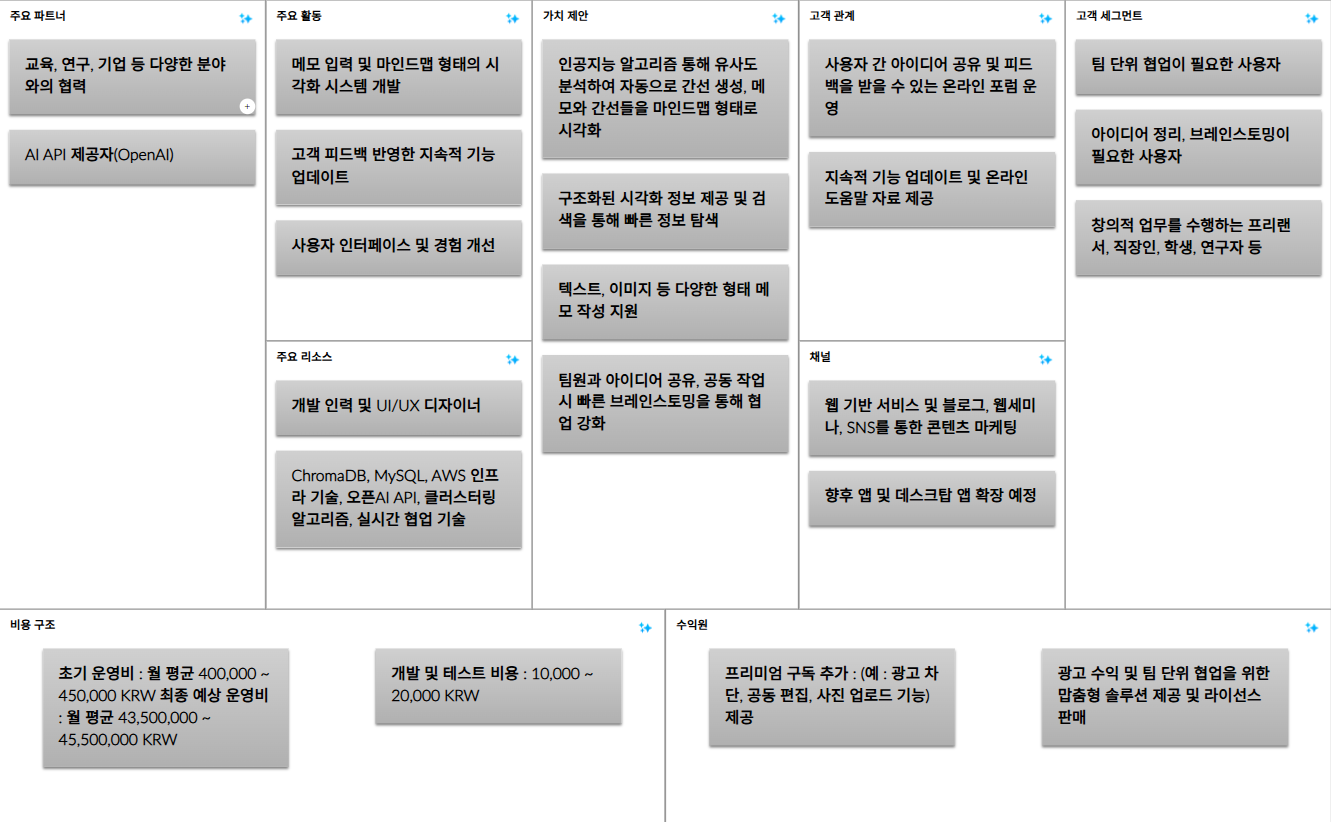 주요 파트너
교육, 연구, 기업 등 다양한 분야
와의 협력
AI API 제공자(OpenAI)
주요 활동
메모 입력 및 마인드맵 형태의 시
각화 시스템 개발
고객 피드백 반영한 지속적 기능
업데이트
사용자 인터페이스 및 경험 개선
주요 리소스
개발 인력 및 UI/UX 디자이너
ChromaDB, MySQL, AWS 인프
라 기술, 오픈AI API, 클러스터링
알고리즘, 실시간 협업 기술
가치 제안
인공지능 알고리즘 통해 유사도
분석하여 자동으로 간선 생성, 메
모와 간선들을 마인드맵 형태로
시각화
구조화된 시각화 정보 제공 및 검
색을 통해 빠른 정보 탐색
텍스트, 이미지 등 다양한 형태 메
모 작성 지원
팀원과 아이디어 공유, 공동 작업
시 빠른 브레인스토밍을 통해 협
업 강화
고객 관계
사용자 간 아이디어 공유 및 피드
백을 받을 수 있는 온라인 포럼 운
영
지속적 기능 업데이트 및 온라인
도움말 자료 제공
채널
웹 기반 서비스 및 블로그, 웹세미
나, SNS를 통한 콘텐츠 마케팅
향후 앱 및 데스크탑 앱 확장 예정
고객 세그먼트
팀 단위 협업이 필요한 사용자
아이디어 정리, 브레인스토밍이
필요한 사용자
창의적 업무를 수행하는 프리랜
서, 직장인, 학생, 연구자 등
비용 구조
초기 운영비 : 월 평균 400,000 ~
450,000 KRW 최종 예상 운영비
: 월 평균 43,500,000 ~
45,500,000 KRW
개발 및 테스트 비용 : 10,000 ~
20,000 KRW
수익원
프리미엄 구독 추가 : (예 : 광고 차
단, 공동 편집, 사진 업로드 기능)
제공
광고 수익 및 팀 단위 협업을 위한
맙춤형 솔루션 제공 및 라이선스
판매